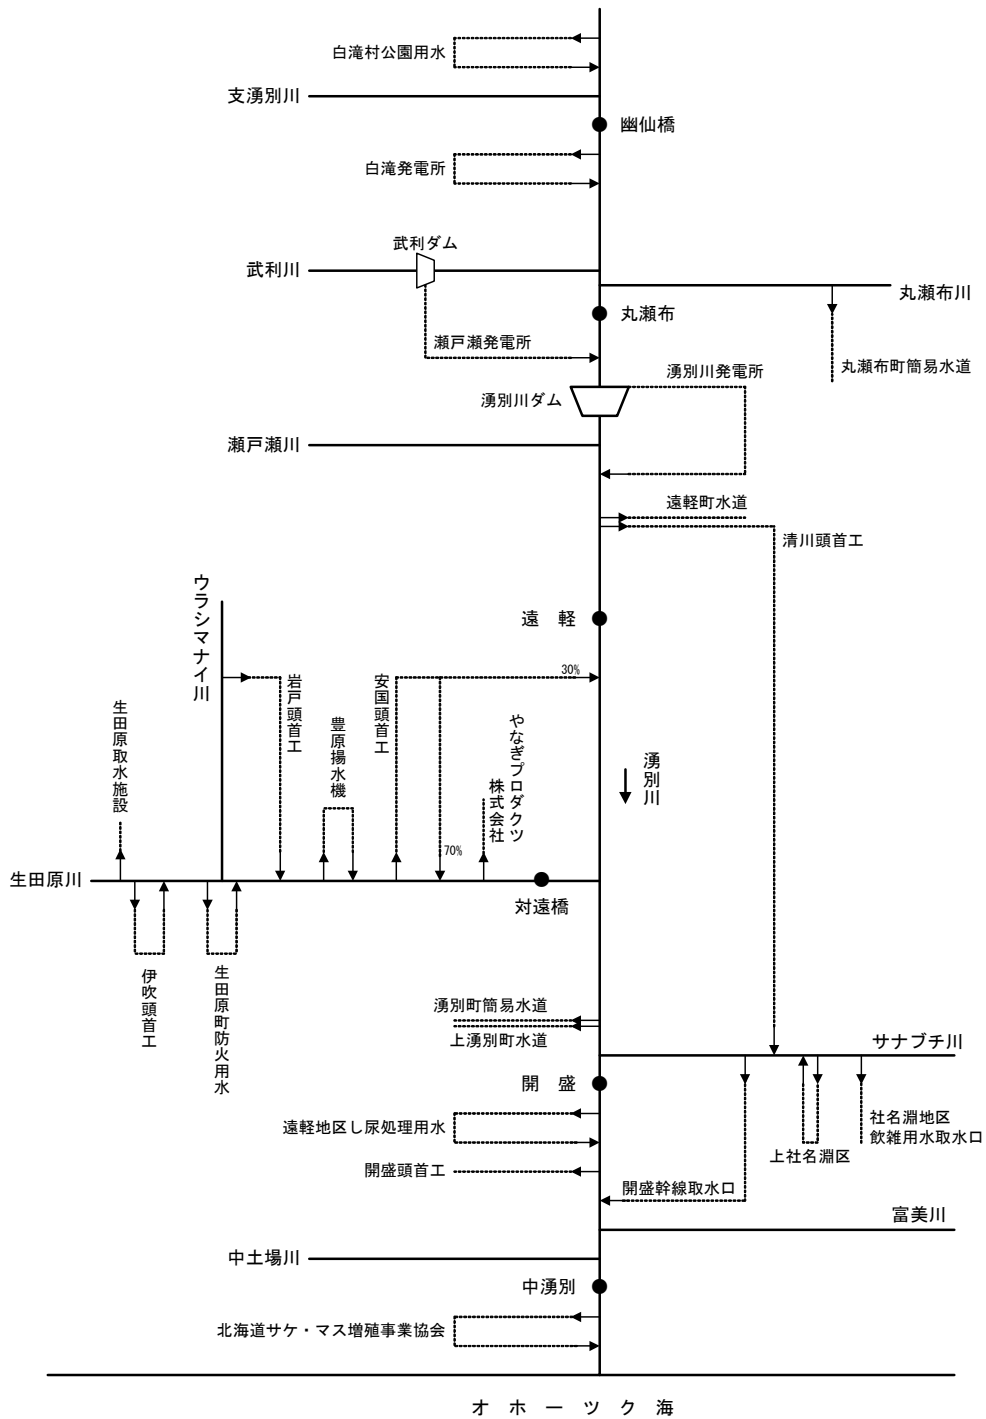 白滝村公園用水
支湧別川
幽仙橋
白滝発電所
武利ダム
武利川
丸瀬布川
丸瀬布
瀬戸瀬発電所
丸瀬布町簡易水道
湧別川発電所
湧別川ダム
瀬戸瀬川
遠軽町水道
清川頭首工
ウラシマナイ川
遠 軽
30%
岩戸頭首工
安国頭首工
生田原取水施設
豊原揚水機
やなぎプロダクツ
株式会社
湧別川
70%
生田原川
対遠橋
伊吹頭首工
生田原町防火用水
湧別町簡易水道
上湧別町水道
サナブチ川
開 盛
社名淵地区
飲雑用水取水口
遠軽地区し尿処理用水
上社名淵区
開盛頭首工
開盛幹線取水口
富美川
中土場川
中湧別
北海道サケ・マス増殖事業協会
オ ホ ー ツ ク 海